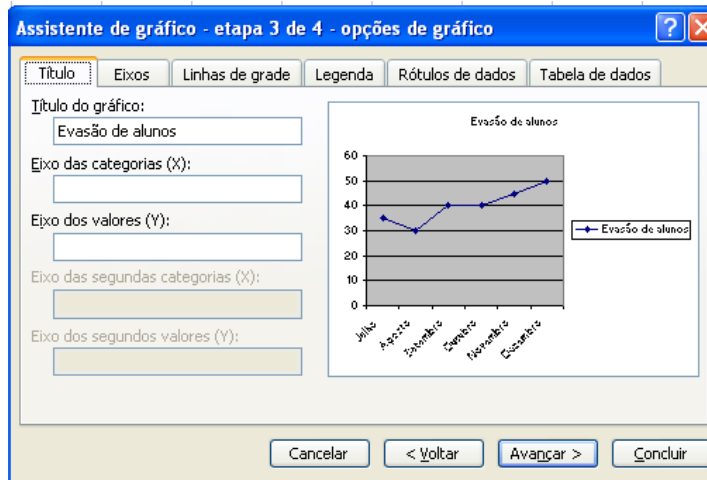 Assistente de gráfico - etapa 3 de 4 - opções de gráfico
Título
Eixos
Linhas de grade
Legenda
Rótulos de dados
Tabela de dados
Título do gráfico:
Evasão de alunos
Eixo das categorias (X):
Eixo dos valores (Y):
Eixo das segundas categorias (X):
Eixo dos segundos valores (Y):
Evasão de alunos
60
50
40
30
20
10
0
Julho
Agosto
Setembro
Outubro
Novembro
Dezembro
Evasão de alunos
Cancelar
< Voltar
Avançar >
Concluir